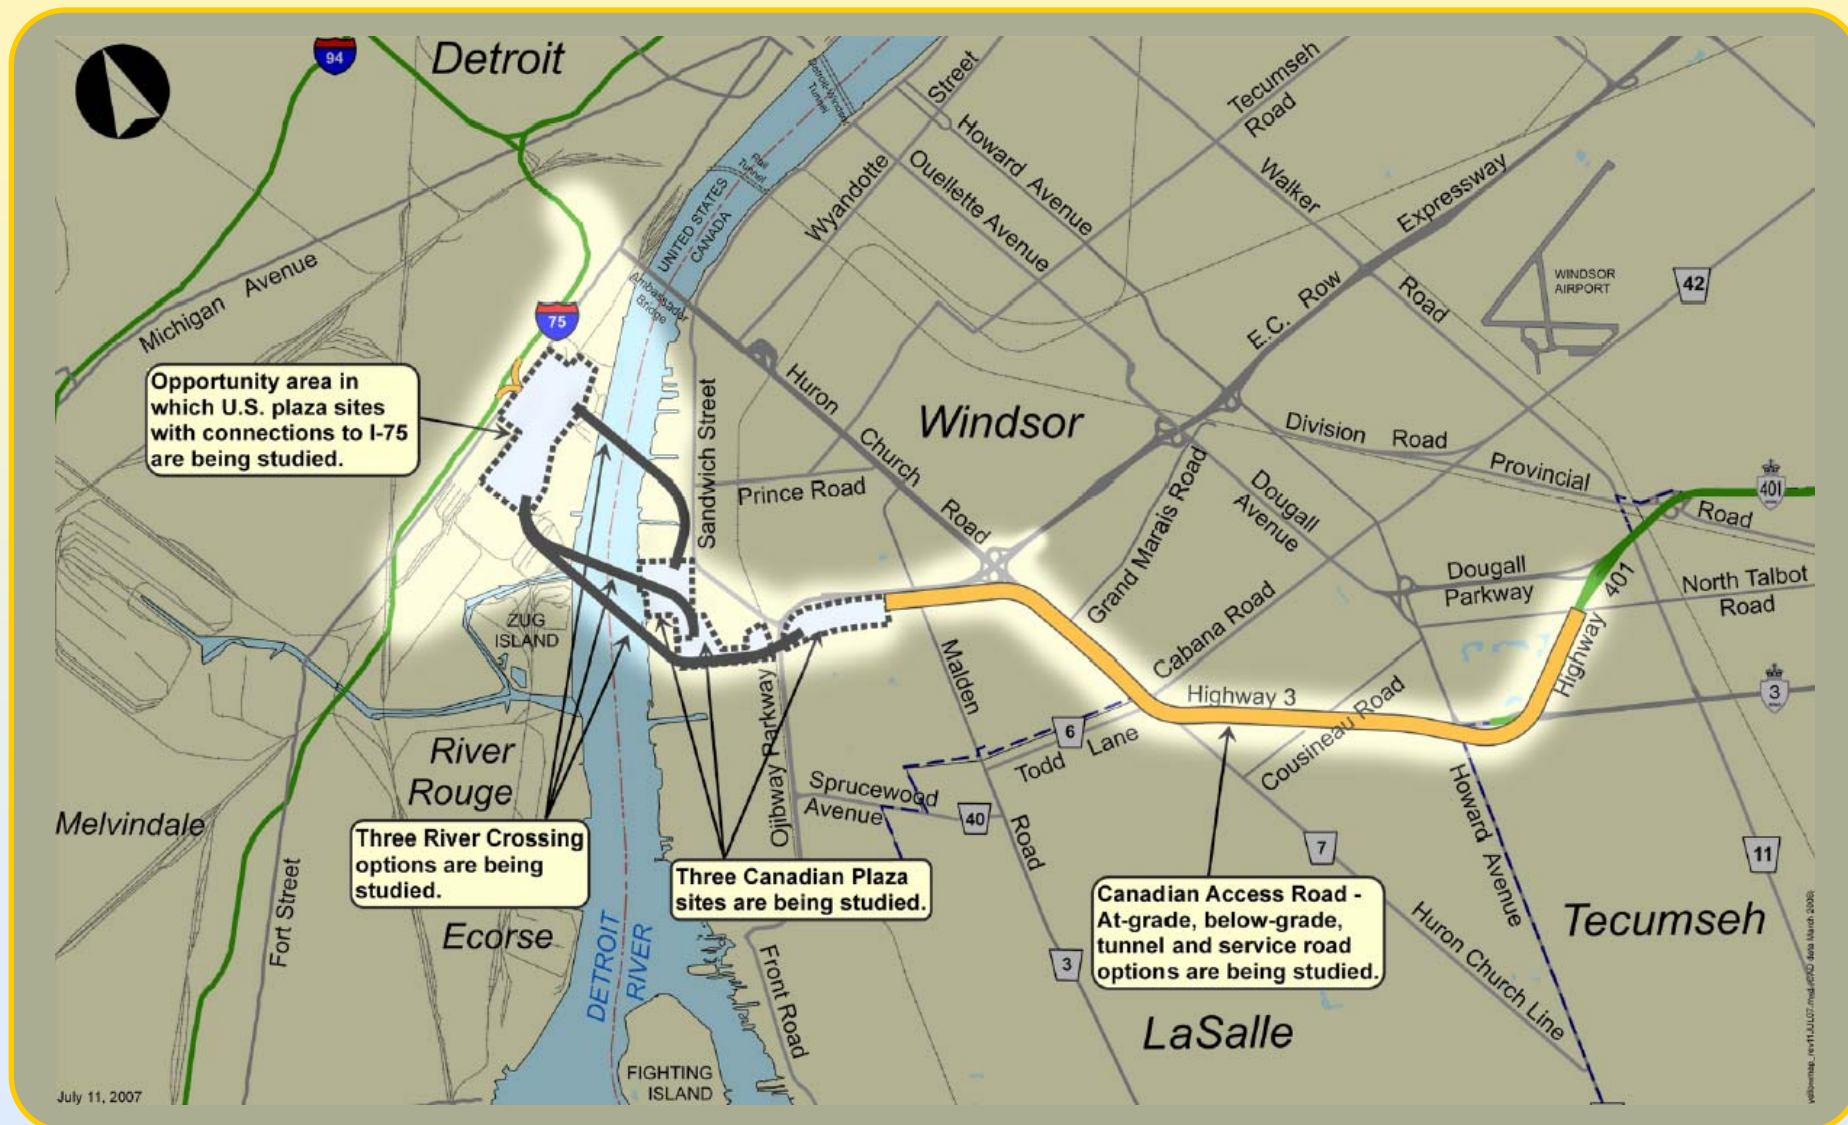 94
Detroit
Detroit-Windsor
Tunnel
Rail
Tunnel
UNITED STATES
CANADA
Street
Wyandotte
Howard Avenue
Ouellette Avenue
Tecumseh
Road
Walker
Road
Expressway
E.C. Row
WINDSOR
AIRPORT
42
Michigan Avenue
75
Ambassador
Bridge
Opportunity area in
which U.S. plaza sites
with connections to I-75
are being studied.
Sandwich Street
Huron
Church
Road
Prince Road
Windsor
Division Road
Provincial
Road
401
Grand Marais Road
Dougall
Avenue
Dougall
Parkway
Highway 401
North Talbot
Road
ZUG
ISLAND
Malden
Road
Cabana Road
Highway 3
Cousineau Road
3
6
Todd Lane
Ojibway Parkway
Sprucewood
Avenue
40
River
Rouge
Melvindale
Three River Crossing
options are being
studied.
Three Canadian Plaza
sites are being studied.
Canadian Access Road -
At-grade, below-grade,
tunnel and service road
options are being studied.
7
11
Howard Avenue
Huron Church Line
Tecumseh
Fort Street
Ecorse
DETROIT
RIVER
Front Road
3
LaSalle
FIGHTING
ISLAND
July 11, 2007